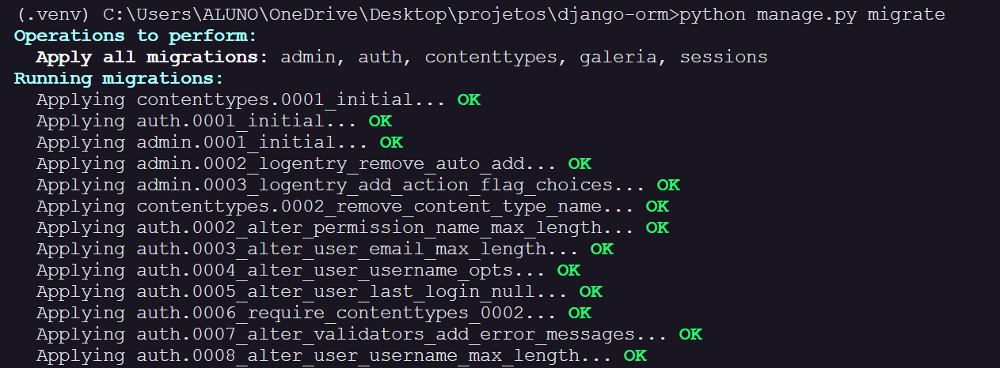 (.venv) C:\Users\ALUNO\OneDrive\Desktop\projetos\django-orm>python manage.py migrate
Operations to perform:
  Apply all migrations: admin, auth, contenttypes, galeria, sessions
Running migrations:
  Applying contenttypes.0001_initial... OK
  Applying auth.0001_initial... OK
  Applying admin.0001_initial... OK
  Applying admin.0002_logentry_remove_auto_add... OK
  Applying admin.0003_logentry_add_action_flag_choices... OK
  Applying contenttypes.0002_remove_content_type_name... OK
  Applying auth.0002_alter_permission_name_max_length... OK
  Applying auth.0003_alter_user_email_max_length... OK
  Applying auth.0004_alter_user_username_opts... OK
  Applying auth.0005_alter_user_last_login_null... OK
  Applying auth.0006_require_contenttypes_0002... OK
  Applying auth.0007_alter_validators_add_error_messages... OK
  Applying auth.0008_alter_user_username_max_length... OK